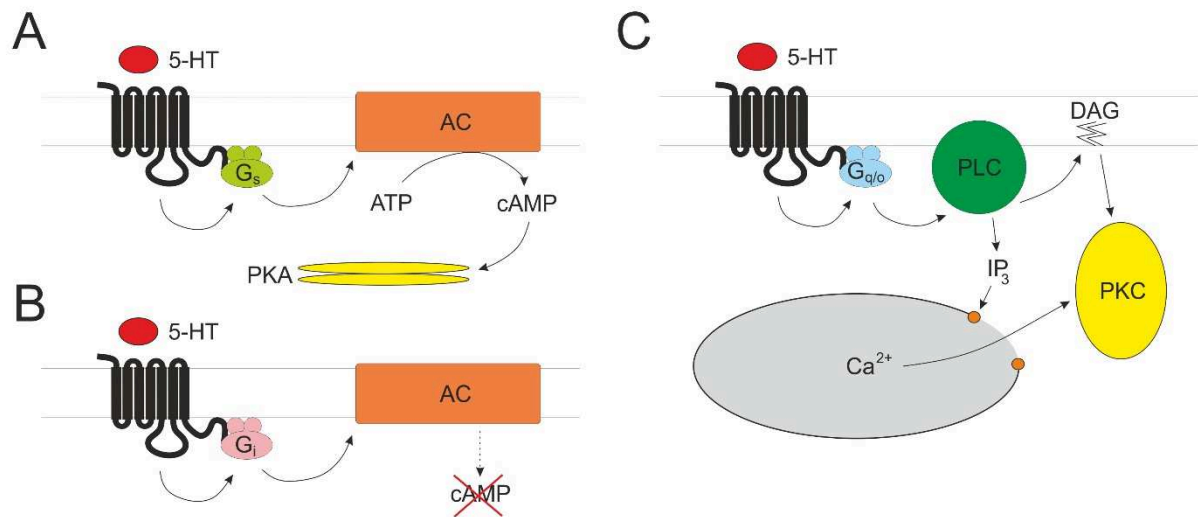 A
5-HT
AC
Gs
ATP
cAMP
PKA
B
5-HT
AC
Gi
cAMP
C
5-HT
DAG
PLC
Gq/o
IP3
PKC
Ca2+